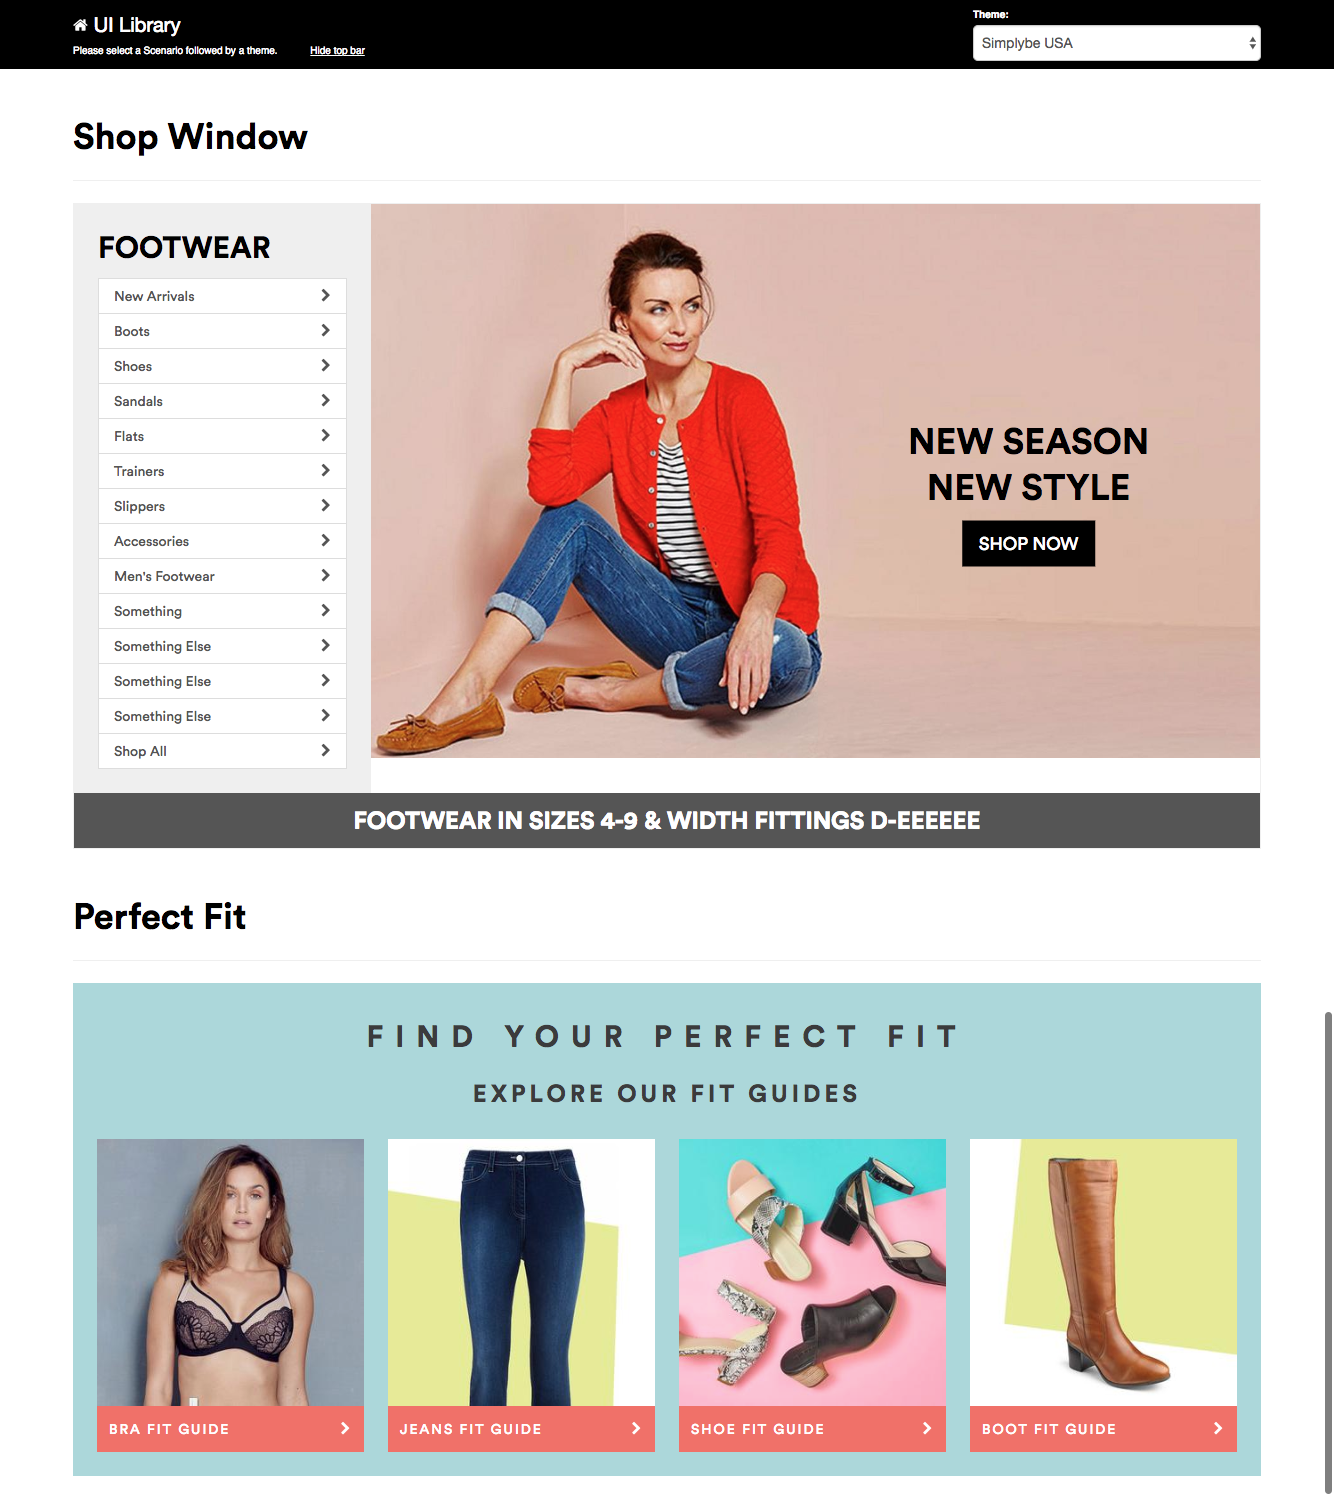 UI Library
Please select a Scenario followed by a theme.
Hide top bar
Theme:
Simplybe USA
Shop Window
FOOTWEAR
New Arrivals
Boots
Shoes
Sandals
Flats
Trainers
Slippers
Accessories
Men's Footwear
Something
Something Else
Something Else
Something Else
Shop All
NEW SEASON
NEW STYLE
SHOP NOW
FOOTWEAR IN SIZES 4-9 & WIDTH FITTINGS D-EEEEEE
Perfect Fit
FIND YOUR PERFECT FIT
EXPLORE OUR FIT GUIDES
BRA FIT GUIDE
JEANS FIT GUIDE
SHOE FIT GUIDE
BOOT FIT GUIDE